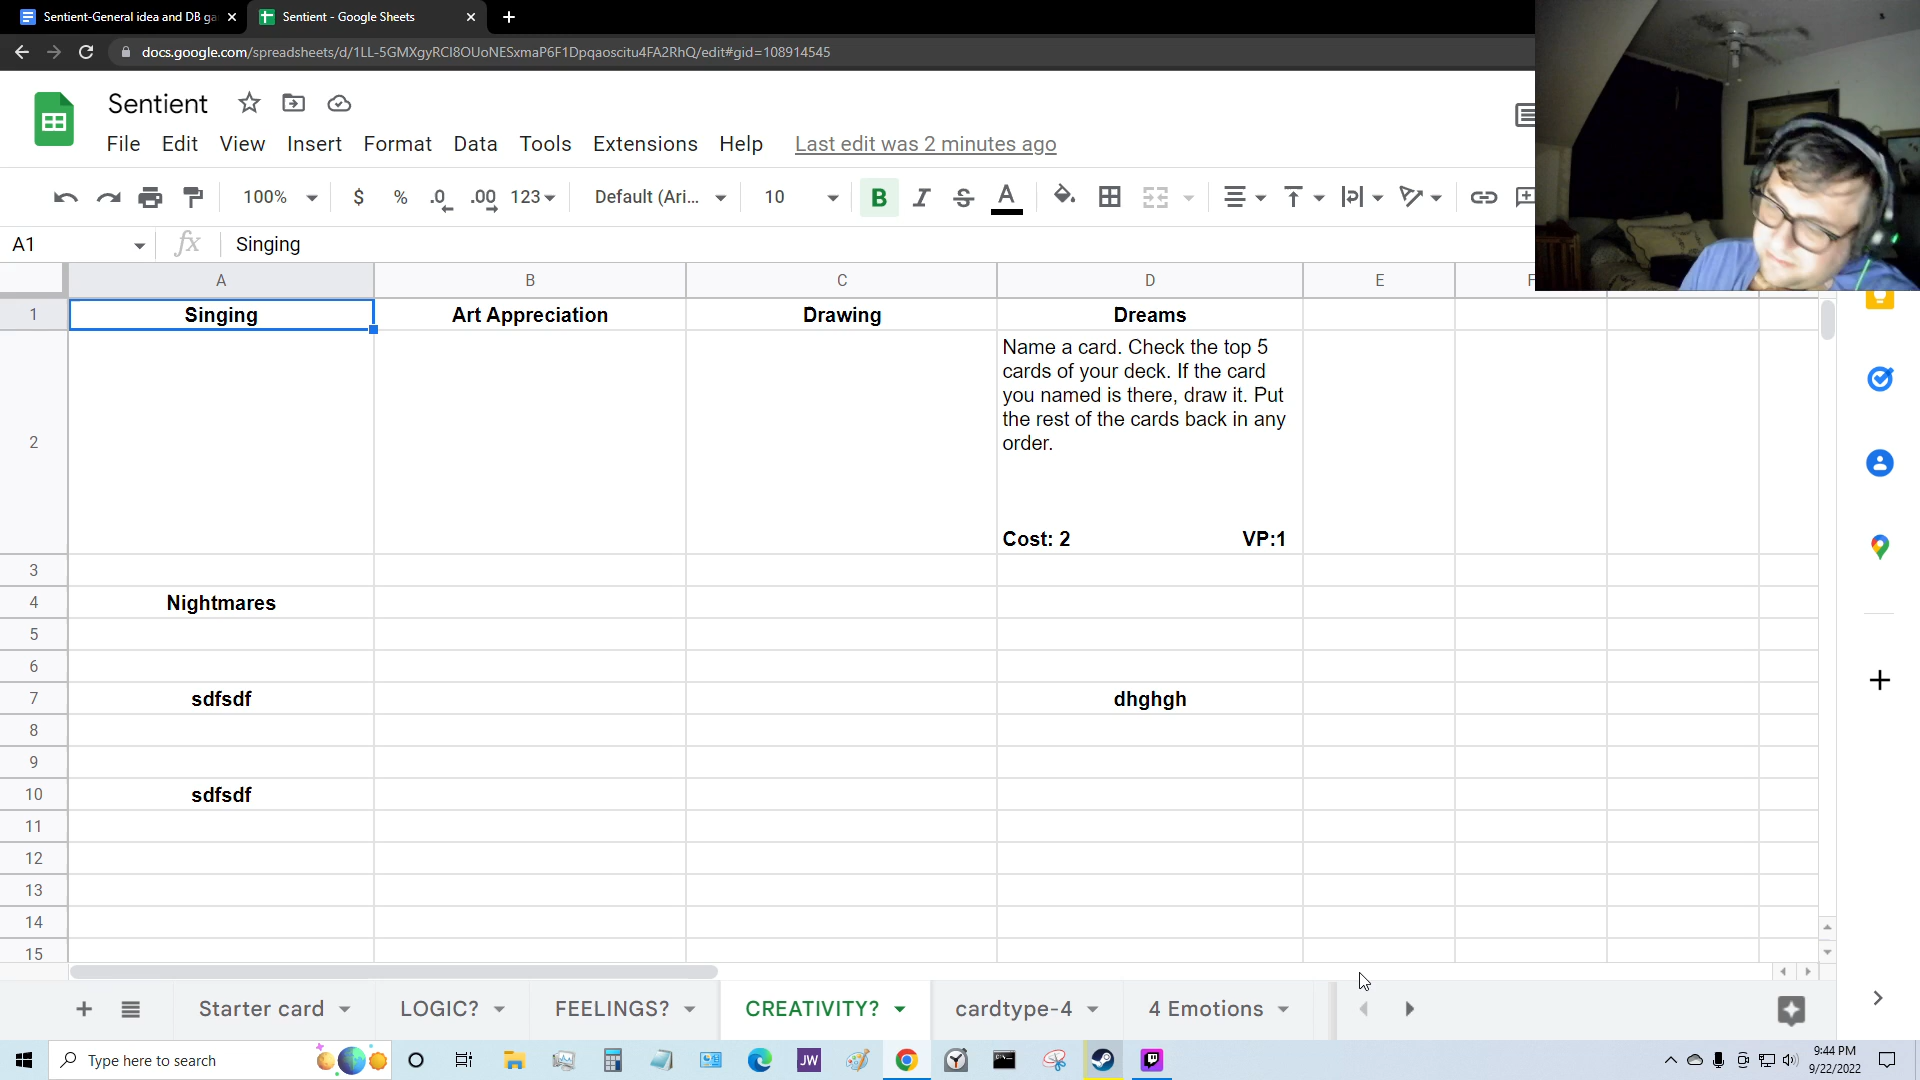 Sentient-General idea and DB ga
Sentient - Google Sheets
docs.google.com/spreadsheets/d/1LL-5GMXgyRCI8OUoNESxmaP6F1Dpqaoscitu4FA2RhQ/edit#gid=108914545
Sentient
File Edit View Insert Format Data Tools Extensions Help Last edit was 2 minutes ago
100% $ % .0 .00 123 Default (Ari... 10 B I S A
A1 fx Singing
A B C D E F
1 Singing Art Appreciation Drawing Dreams
2
Name a card. Check the top 5
cards of your deck. If the card
you named is there, draw it. Put
the rest of the cards back in any
order.
Cost: 2 VP:1
3
4 Nightmares
5
6
7 sdfsdf dhghgh
8
9
10 sdfsdf
11
12
13
14
15
Starter card LOGIC? FEELINGS? CREATIVITY? cardtype-4 4 Emotions
Type here to search
JW
9:44 PM
9/22/2022